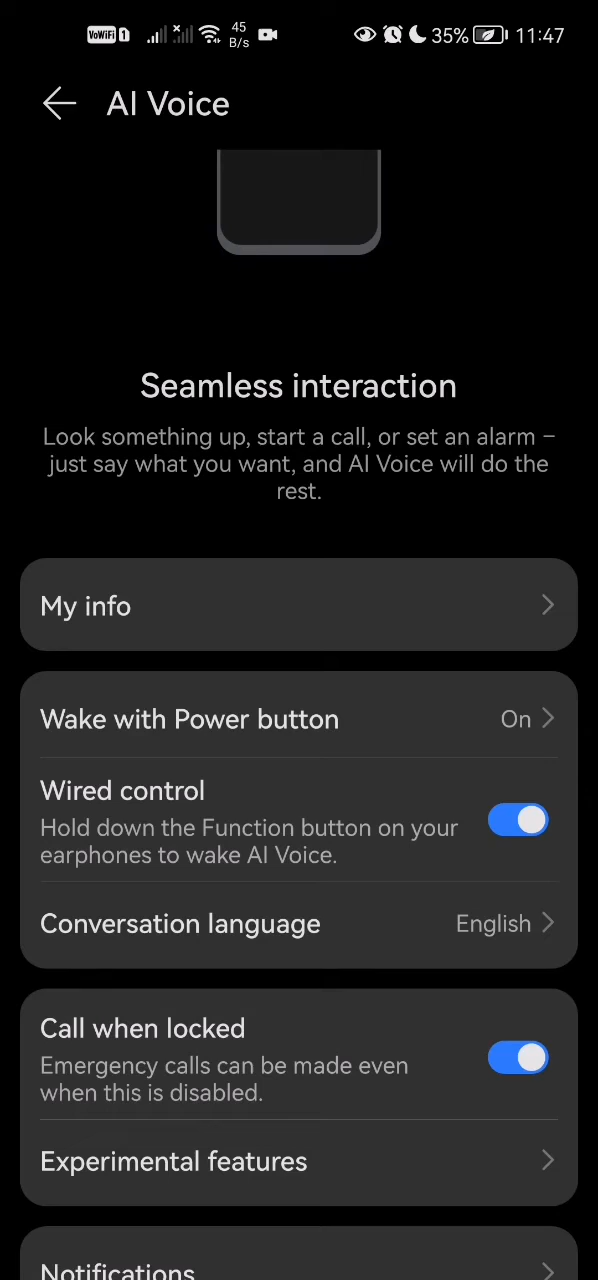 VoWiFi 1 45 B/s 35% 11:47
AI Voice
Seamless interaction
Look something up, start a call, or set an alarm –
just say what you want, and AI Voice will do the
rest.
My info
Wake with Power button On
Wired control
Hold down the Function button on your
earphones to wake AI Voice.
Conversation language English
Call when locked
Emergency calls can be made even
when this is disabled.
Experimental features
Notifications